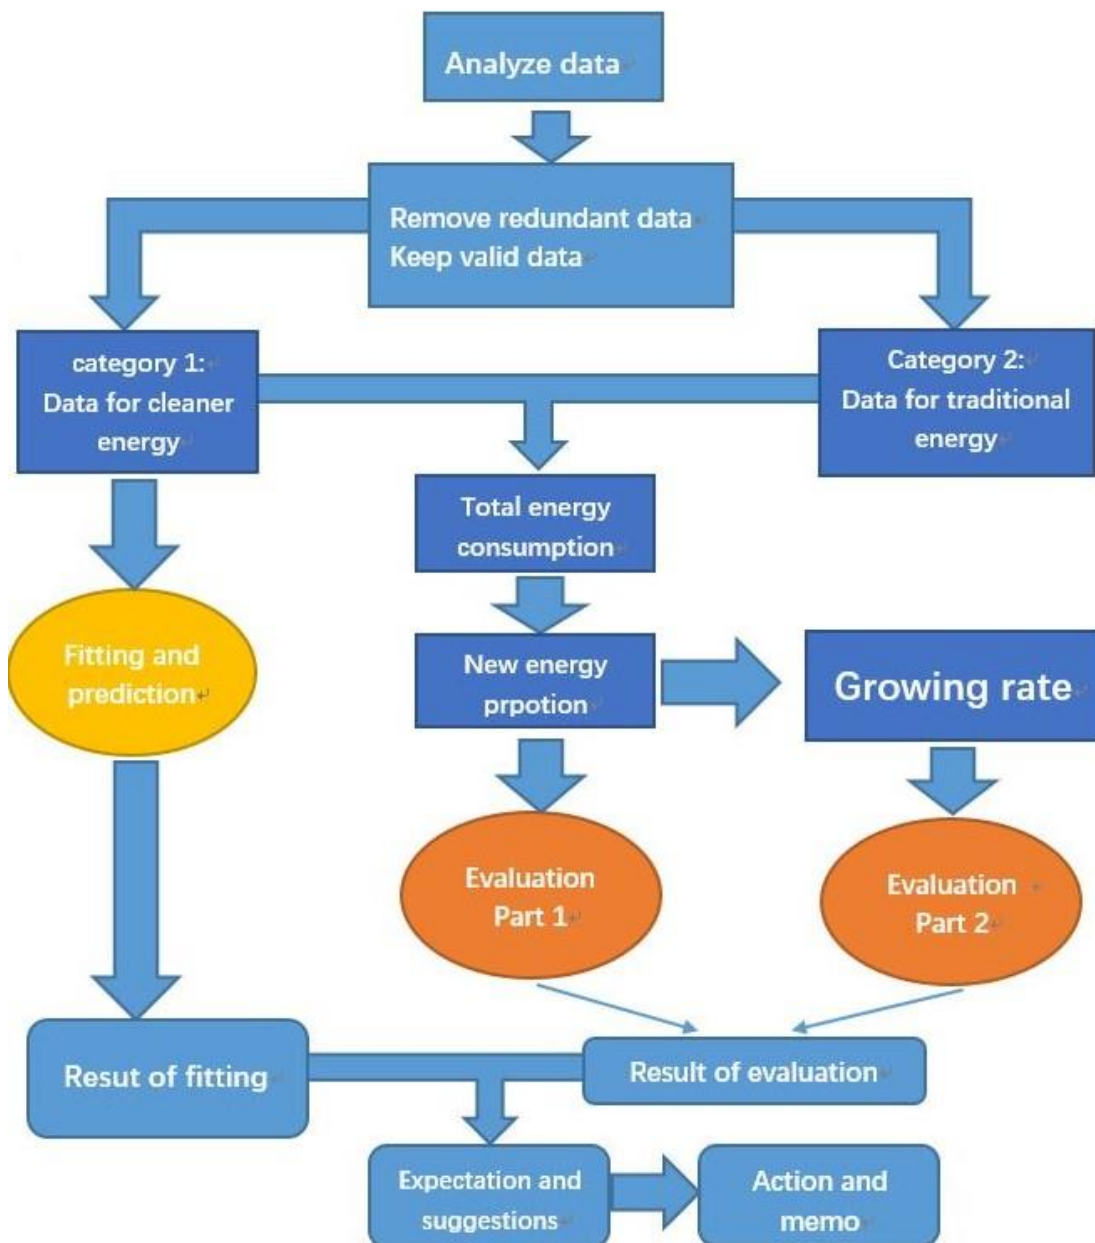 Analyze data
Remove redundant data
Keep valid data
category 1:
Data for cleaner
energy
Category 2:
Data for traditional
energy
Total energy
consumption
Fitting and
prediction
New energy
prpotion
Growing rate
Evaluation
Part 1
Evaluation
Part 2
Resut of fitting
Result of evaluation
Expectation and
suggestions
Action and
memo